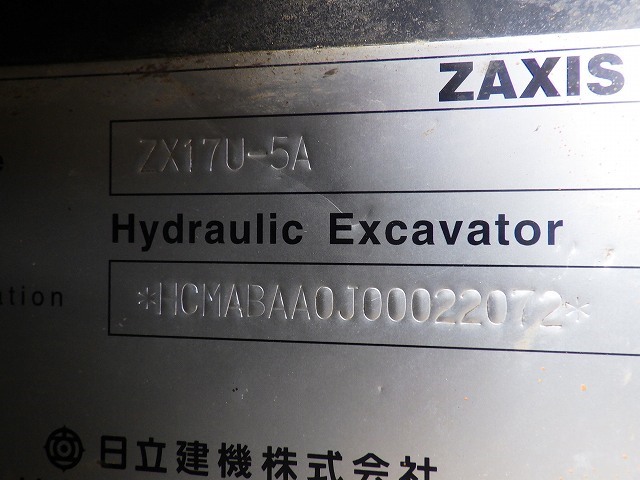 ZAXIS
ZX17U-5A
Hydraulic Excavator
ation
*HCMABAA0J00022072*
日立建機株式会社